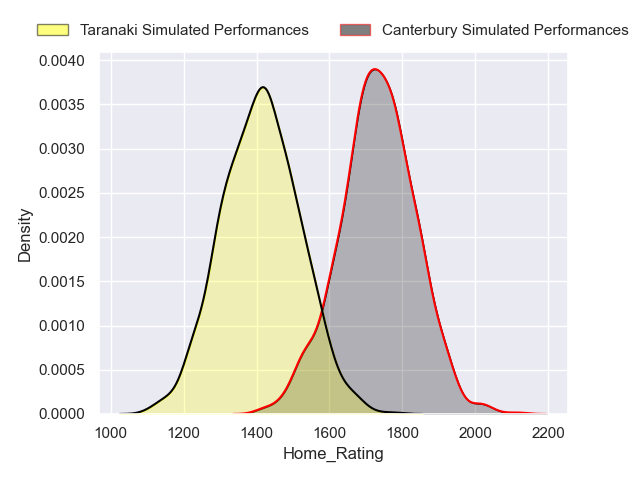 Taranaki Simulated Performances
Canterbury Simulated Performances
0.0040
0.0035
0.0030
0.0025
0.0020
0.0015
0.0010
0.0005
0.0000
Density
1000 1200 1400 1600 1800 2000 2200
Home_Rating